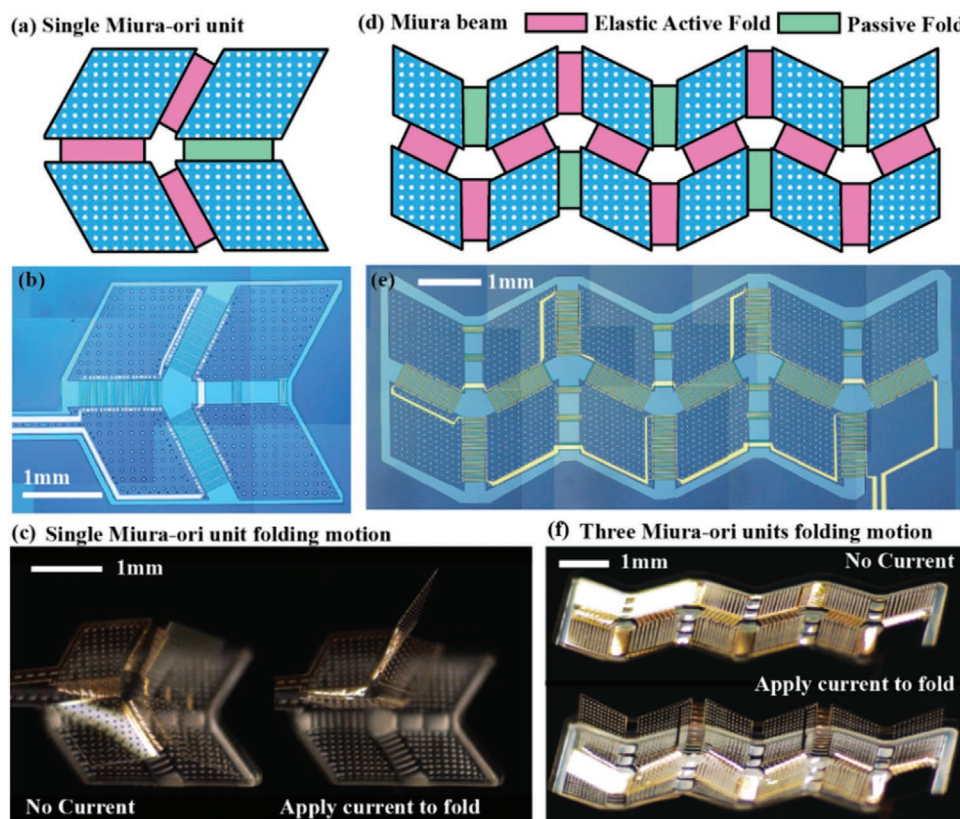 (a) Single Miura-ori unit
(d) Miura beam
Elastic Active Fold
Passive Fold
(b)
1mm
(e)
1mm
(c) Single Miura-ori unit folding motion
1mm
No Current
Apply current to fold
(f) Three Miura-ori units folding motion
No Current
1mm
Apply current to fold